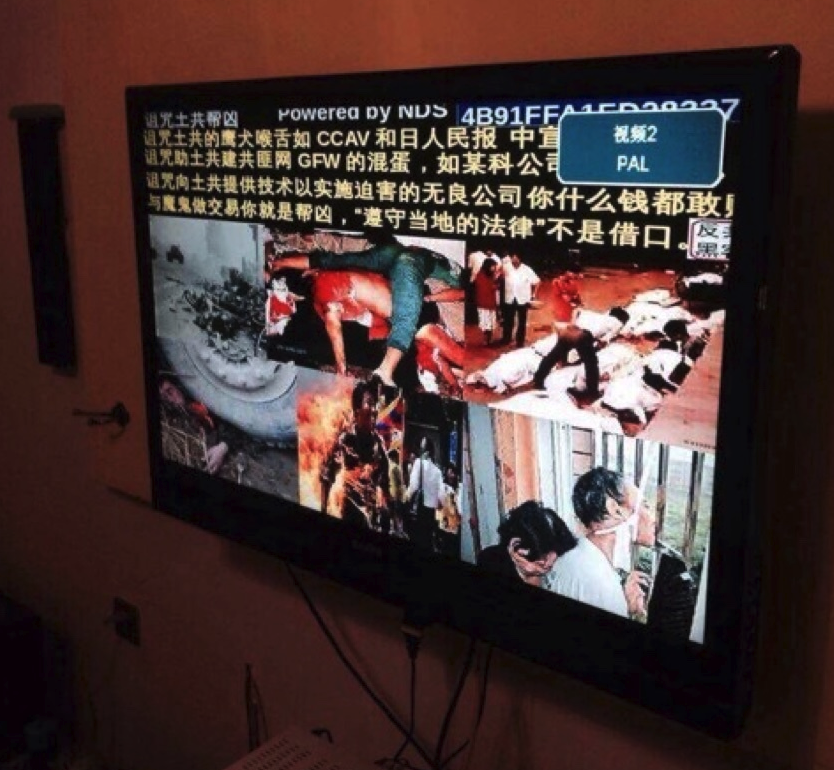 诅咒土共帮凶 Powered by NDS
视频2
PAL
诅咒土共的鹰犬喉舌如 CCAV 和日人民报 中宣
诅咒助土共建共匪网 GFW 的混蛋，如某科公司
诅咒向土共提供技术以实施迫害的无良公司你什么钱都敢
与魔鬼做交易你就是帮凶，“遵守当地的法律”不是借口。